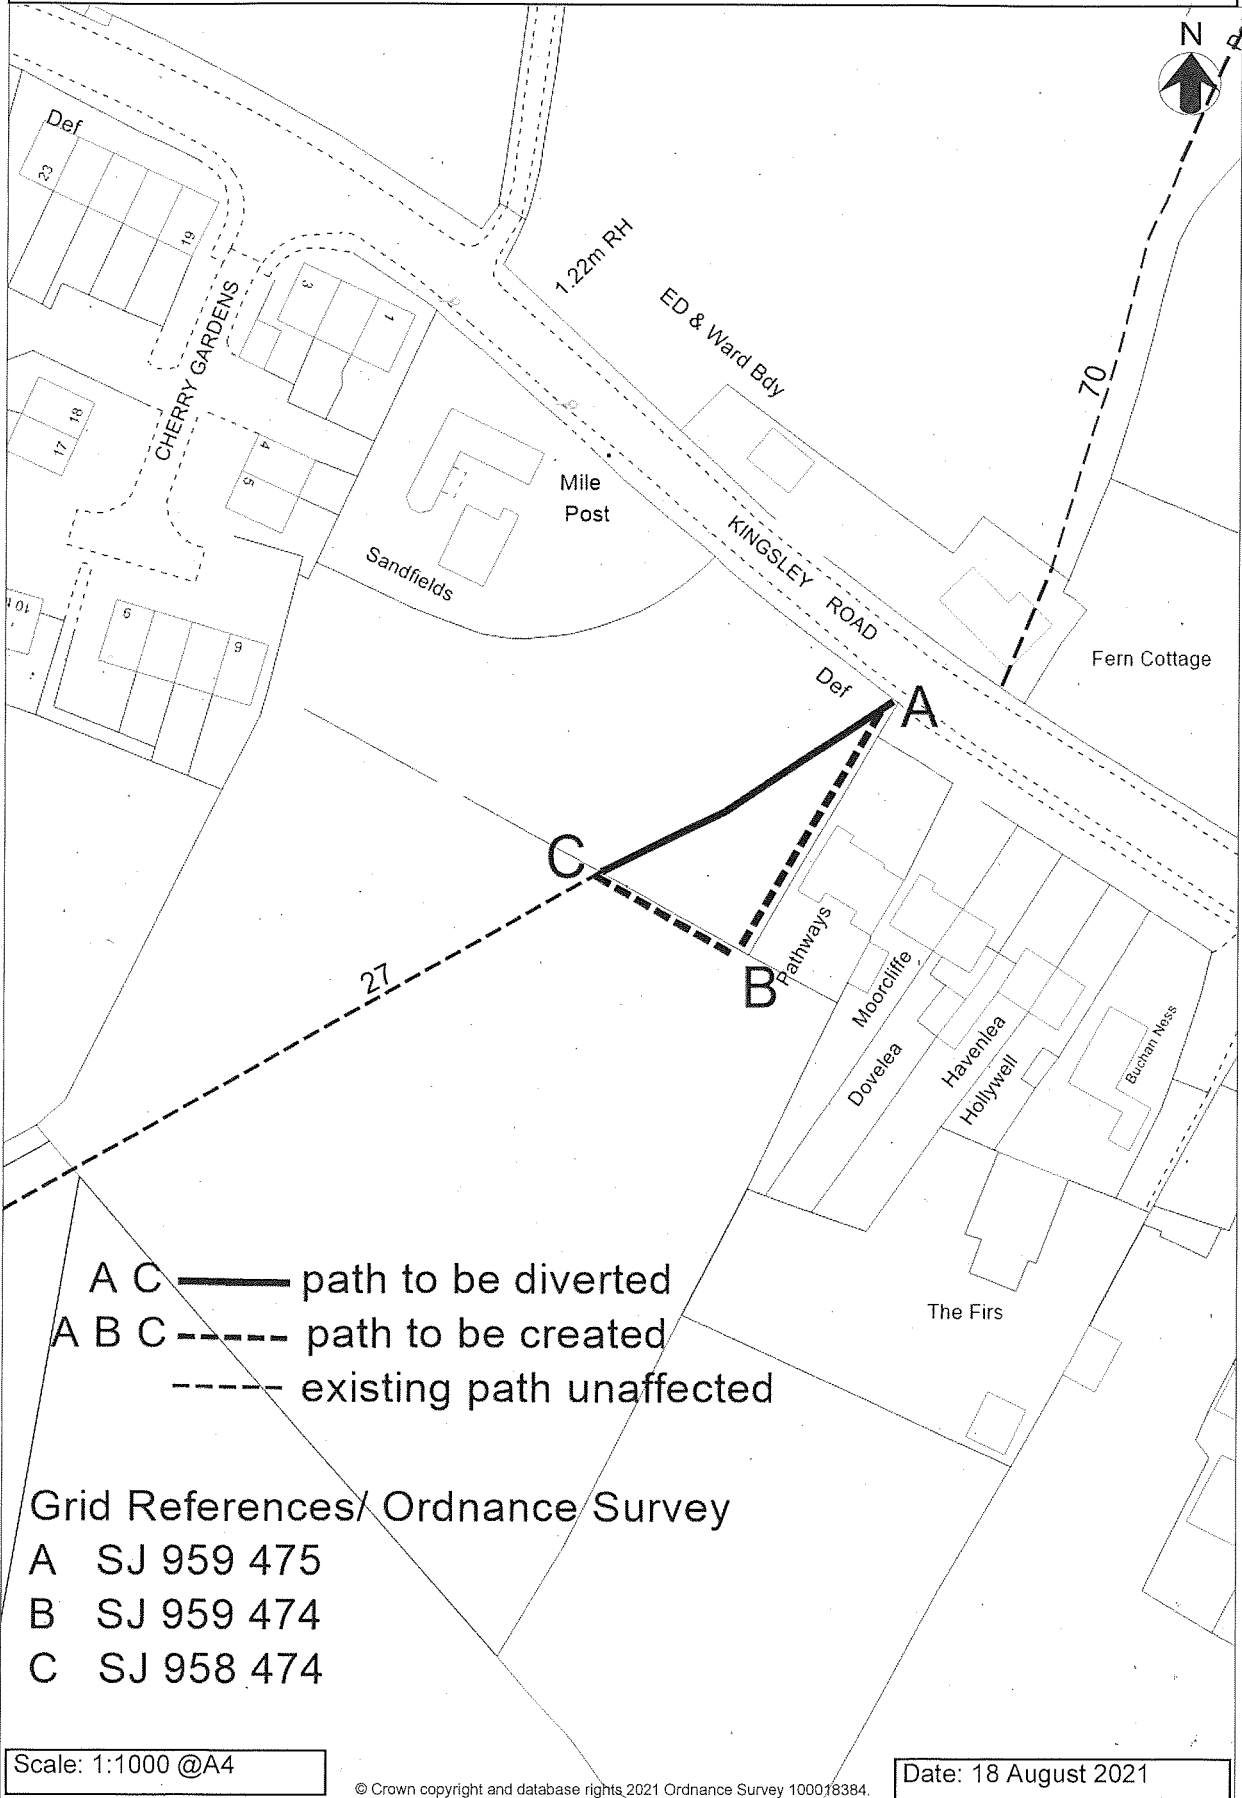 N
Def
23
19
3
1
CHERRY GARDENS
18
17
4
5
1.22m RH
ED & Ward Bdy
70
Mile
Post
Sandfields
KINGSLEY ROAD
Fern Cottage
10
6
9
Def
A
C
B
27
Pathways
Moorcliffe
Dovelea
Havenlea
Hollywell
Buchan Ness
The Firs
A C path to be diverted
A B C path to be created
existing path unaffected
Grid References/ Ordnance Survey
A SJ 959 475
B SJ 959 474
C SJ 958 474
Scale: 1:1000 @A4
© Crown copyright and database rights 2021 Ordnance Survey 100018384.
Date: 18 August 2021